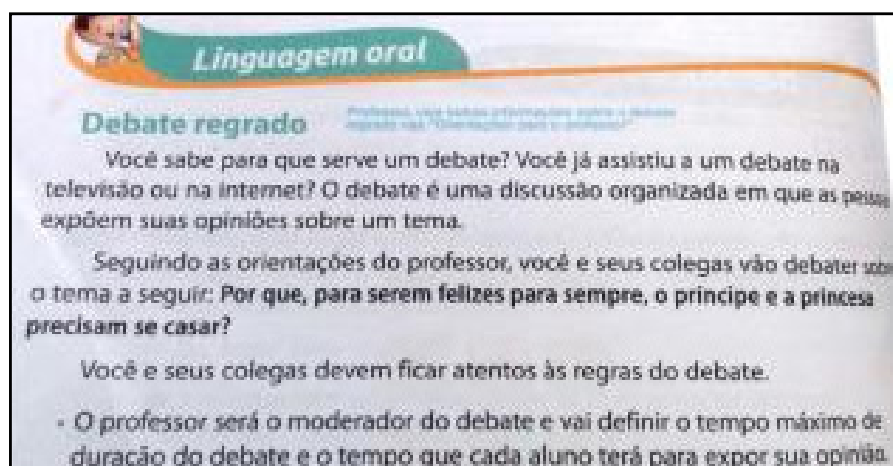 Linguagem oral
Debate regrado
Você sabe para que serve um debate? Você já assistiu a um debate na
televisão ou na internet? O debate é uma discussão organizada em que as pessoas
expõem suas opiniões sobre um tema.
Seguindo as orientações do professor, você e seus colegas vão debater sobre
o tema a seguir: Por que, para serem felizes para sempre, o príncipe e a princesa
precisam se casar?
Você e seus colegas devem ficar atentos às regras do debate.
- O professor será o moderador do debate e vai definir o tempo máximo de
duração do debate e o tempo que cada aluno terá para expor sua opinião.